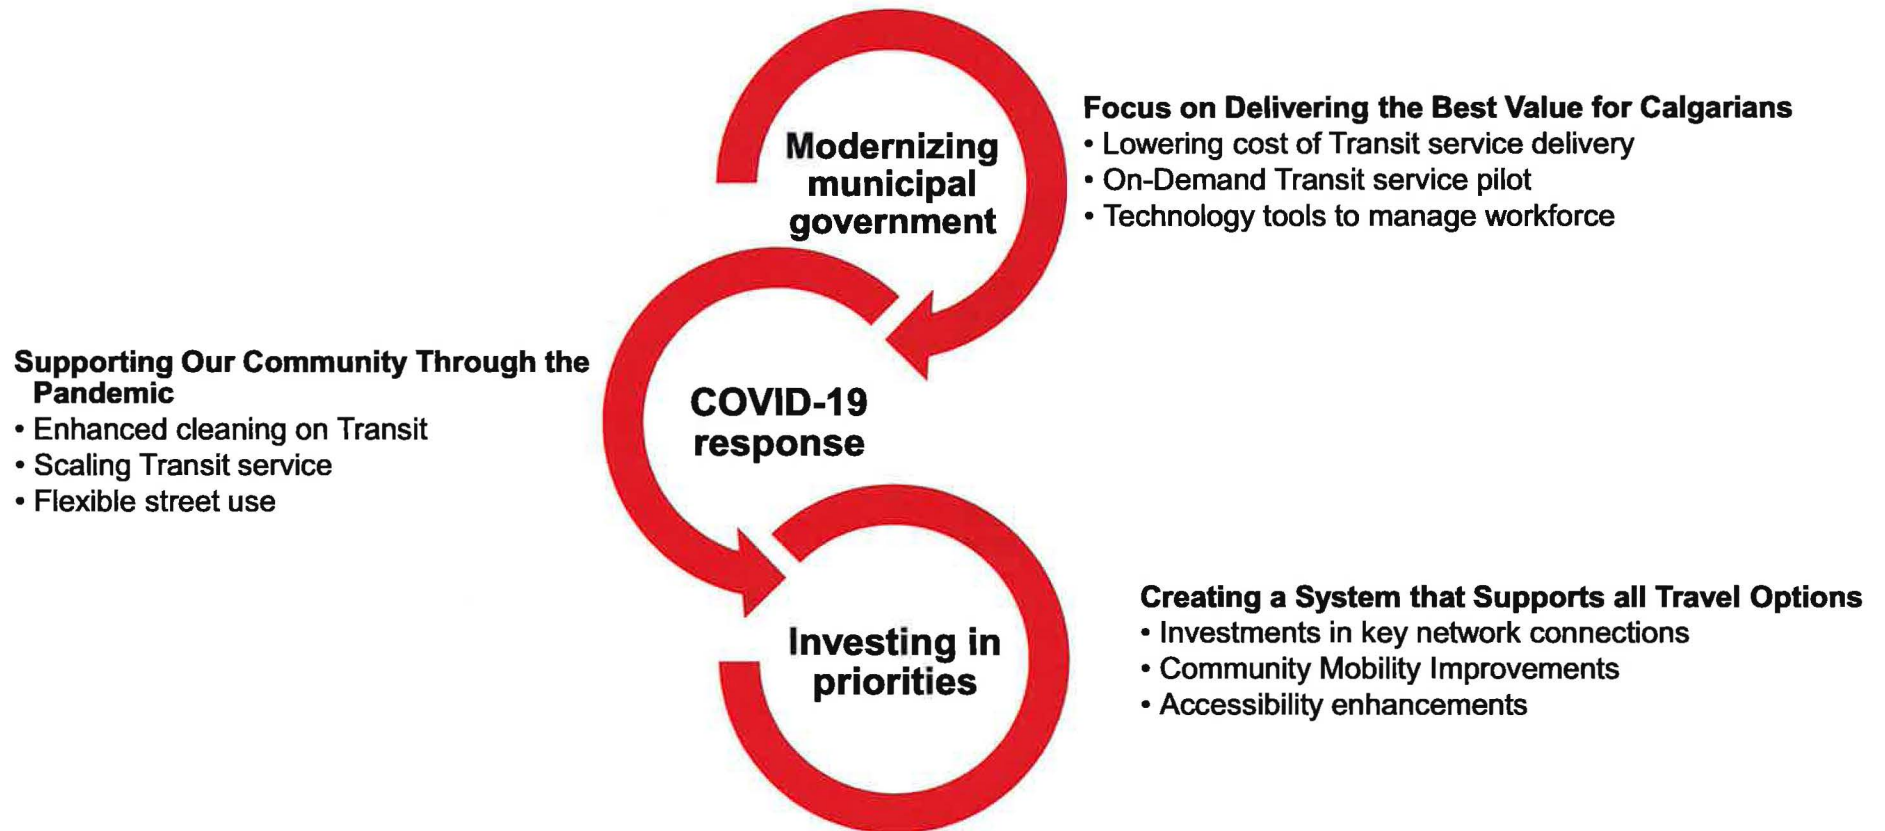 Modernizing
municipal
government
Focus on Delivering the Best Value for Calgarians
• Lowering cost of Transit service delivery
• On-Demand Transit service pilot
• Technology tools to manage workforce
Supporting Our Community Through the
Pandemic
• Enhanced cleaning on Transit
• Scaling Transit service
• Flexible street use
COVID-19
response
Investing in
priorities
Creating a System that Supports all Travel Options
• Investments in key network connections
• Community Mobility Improvements
• Accessibility enhancements